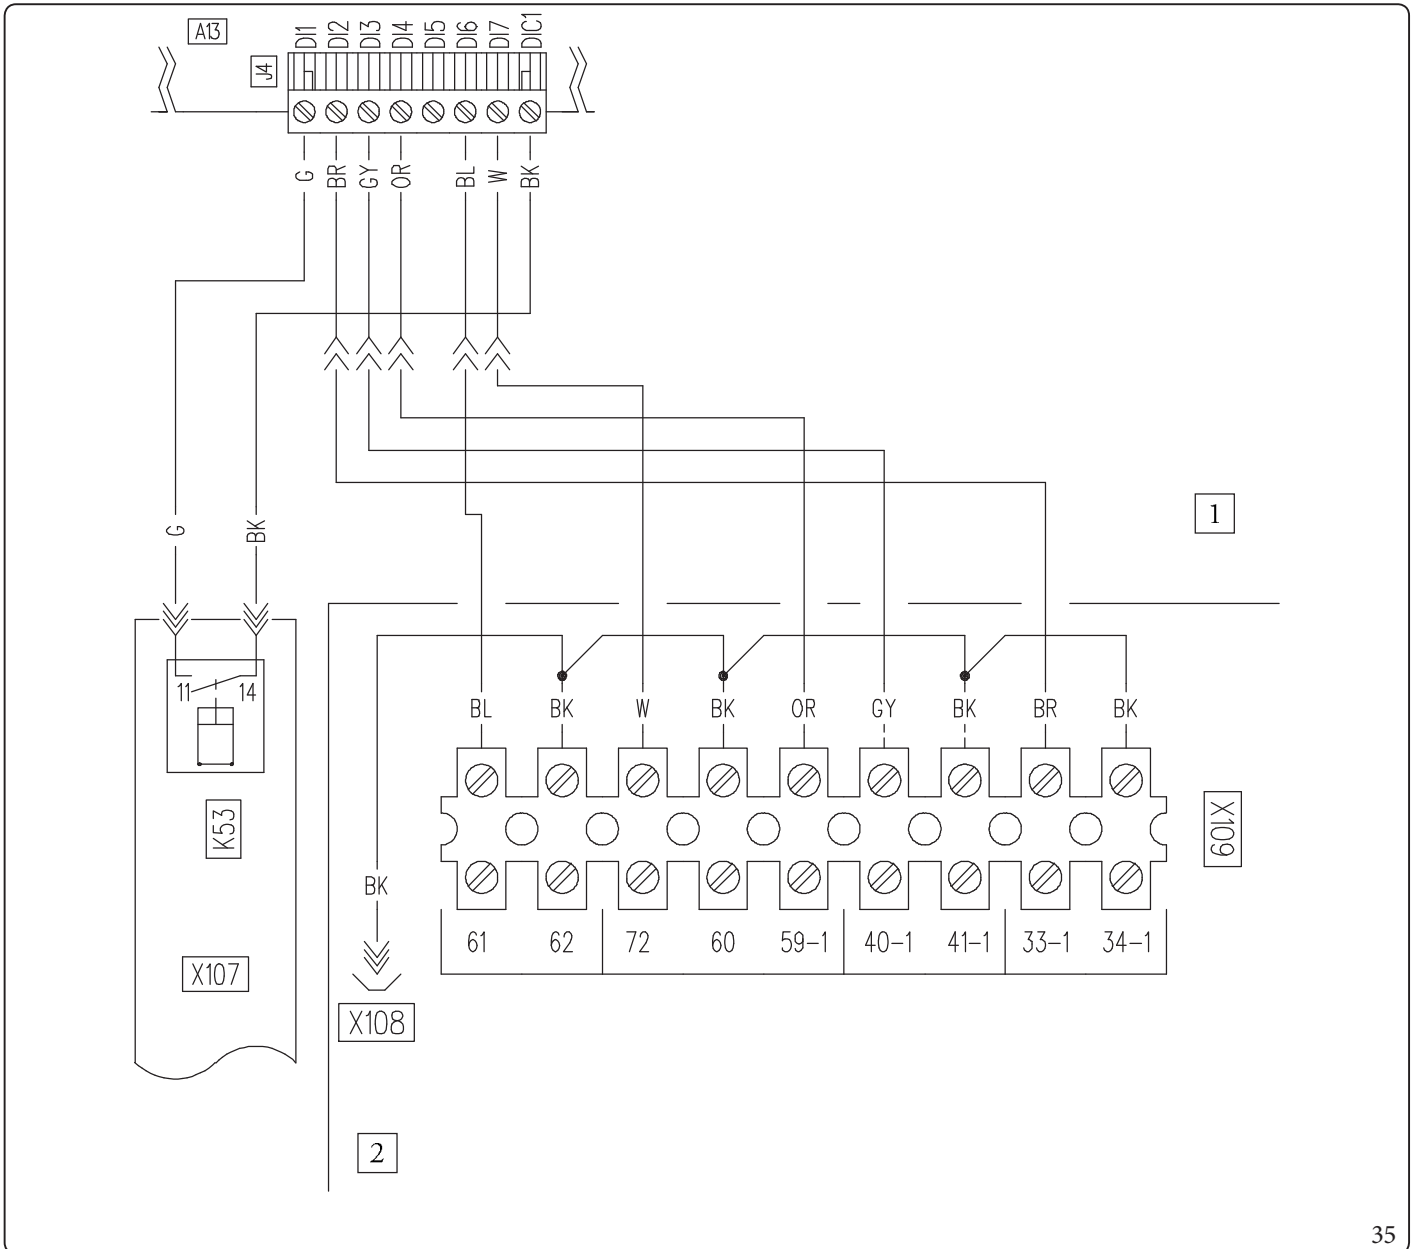 A13
DI1 DI2 DI3 DI4 DI5 DI6 DI7 DIC1
J4
G BR GY OR BL W BK
1
G BK
11 14
BL BK W BK OR GY BK BR BK
K53
X109
BK
61 62 72 60 59-1 40-1 41-1 33-1 34-1
X107
X108
2
35